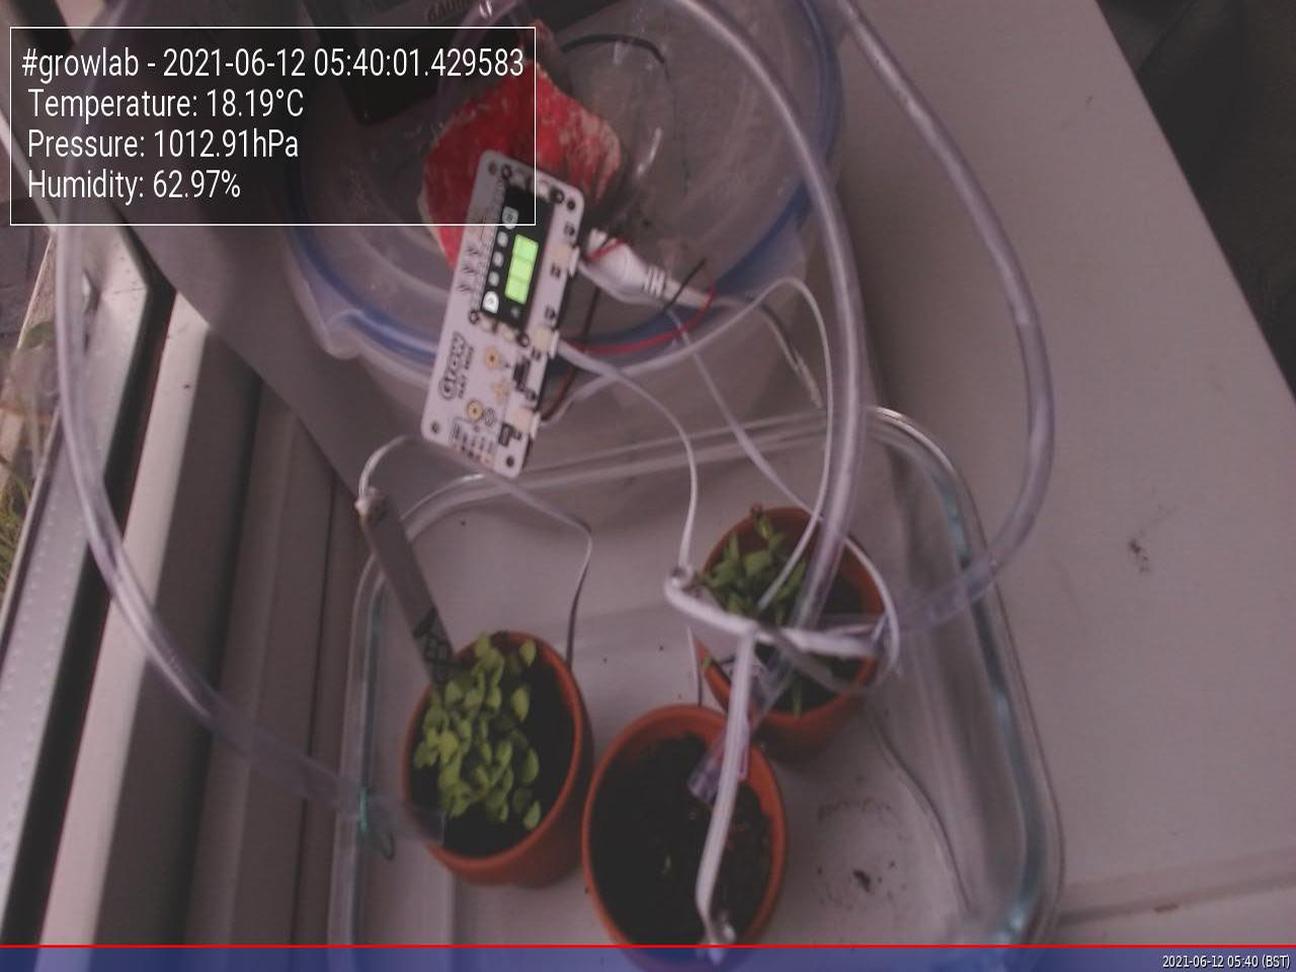 #growlab - 2021-06-12 05:40:01.429583
Temperature: 18.19°C
Pressure: 1012.91hPa
Humidity: 62.97%
Grow
2021-06-12 05:40 (BST)